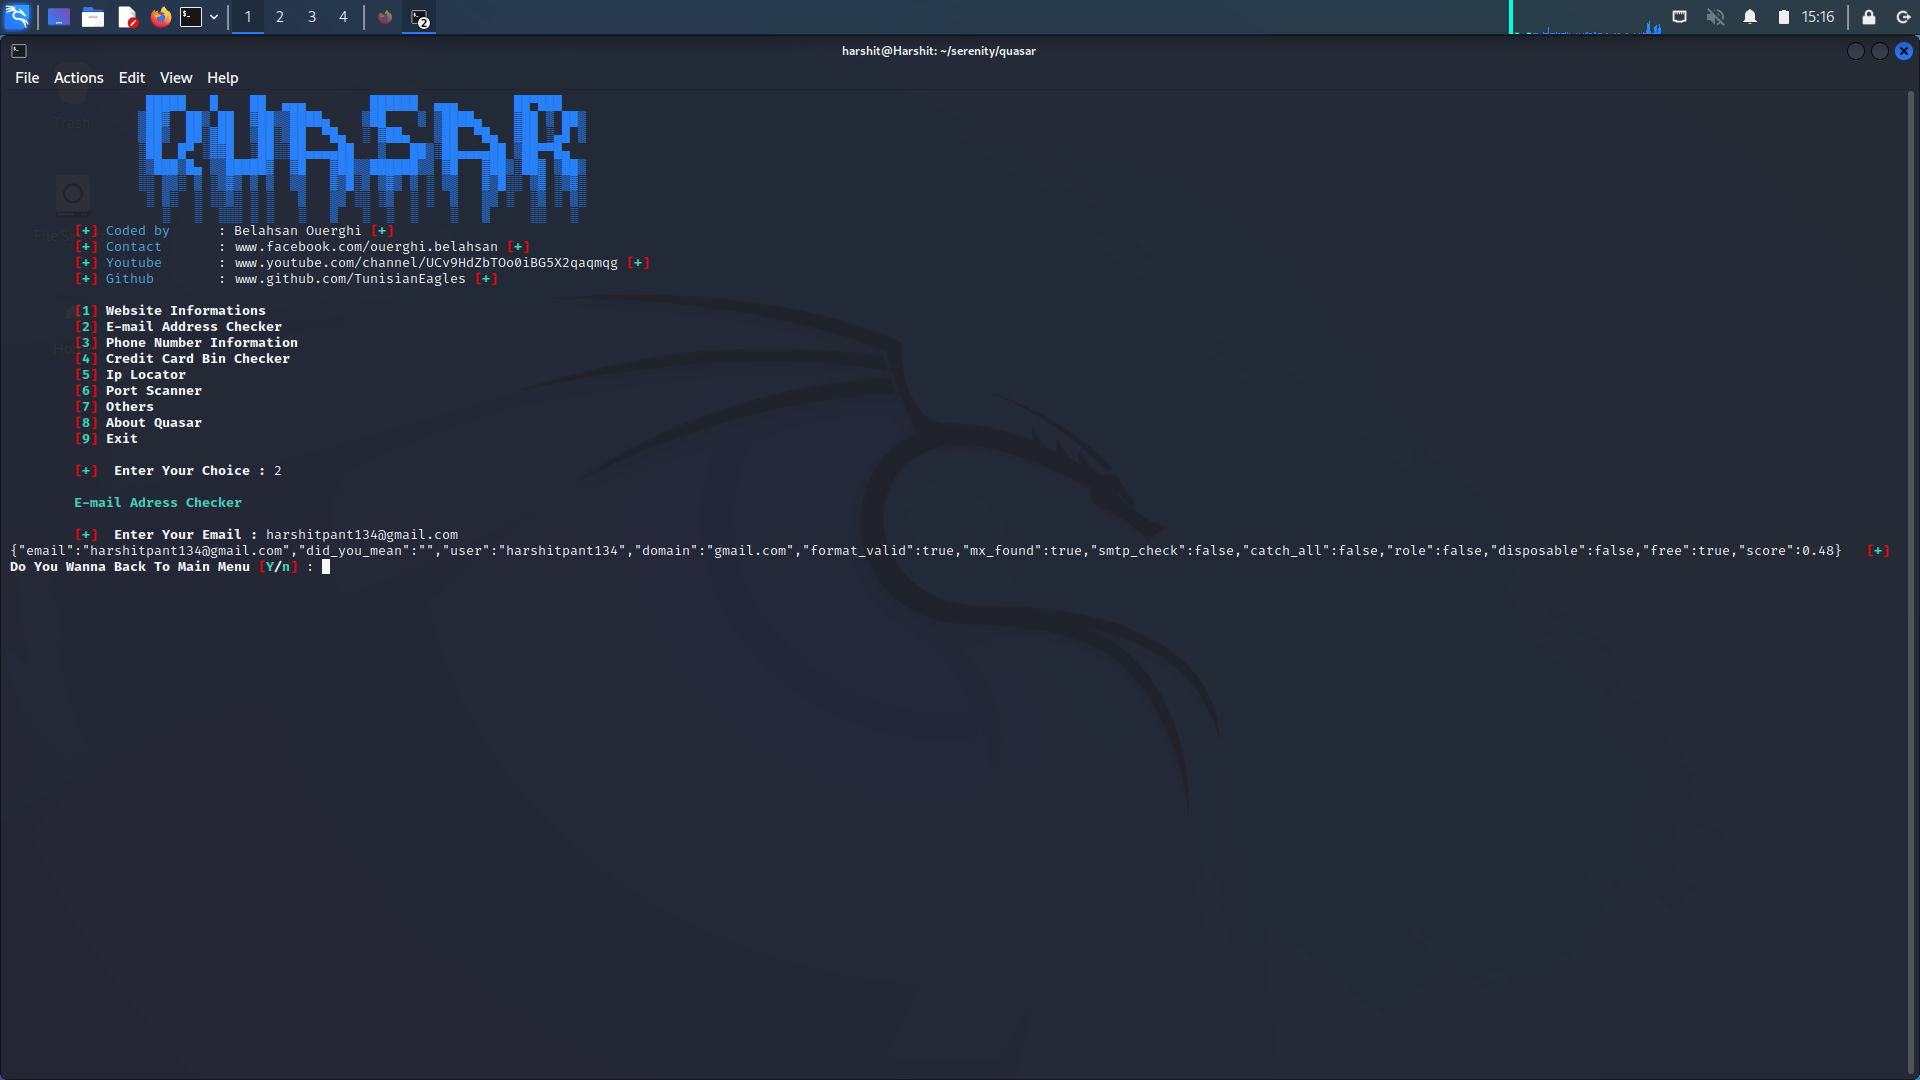 1 2 3 4 2 15:16
harshit@Harshit: ~/serenity/quasar
File Actions Edit View Help
QUASAR
Trash
[+] Coded by : Belahsan Ouerghi [+]
[+] Contact : www.facebook.com/ouerghi.belahsan [+]
[+] Youtube : www.youtube.com/channel/UCv9HdZbTOo0iBG5X2qaqmqg [+]
[+] Github : www.github.com/TunisianEagles [+]
[1] Website Informations
[2] E-mail Address Checker
[3] Phone Number Information
[4] Credit Card Bin Checker
[5] Ip Locator
[6] Port Scanner
[7] Others
[8] About Quasar
[9] Exit
[+] Enter Your Choice : 2
E-mail Adress Checker
[+] Enter Your Email : harshitpant134@gmail.com
{"email":"harshitpant134@gmail.com","did_you_mean":"","user":"harshitpant134","domain":"gmail.com","format_valid":true,"mx_found":true,"smtp_check":false,"catch_all":false,"role":false,"disposable":false,"free":true,"score":0.48} [+]
Do You Wanna Back To Main Menu [Y/n] :